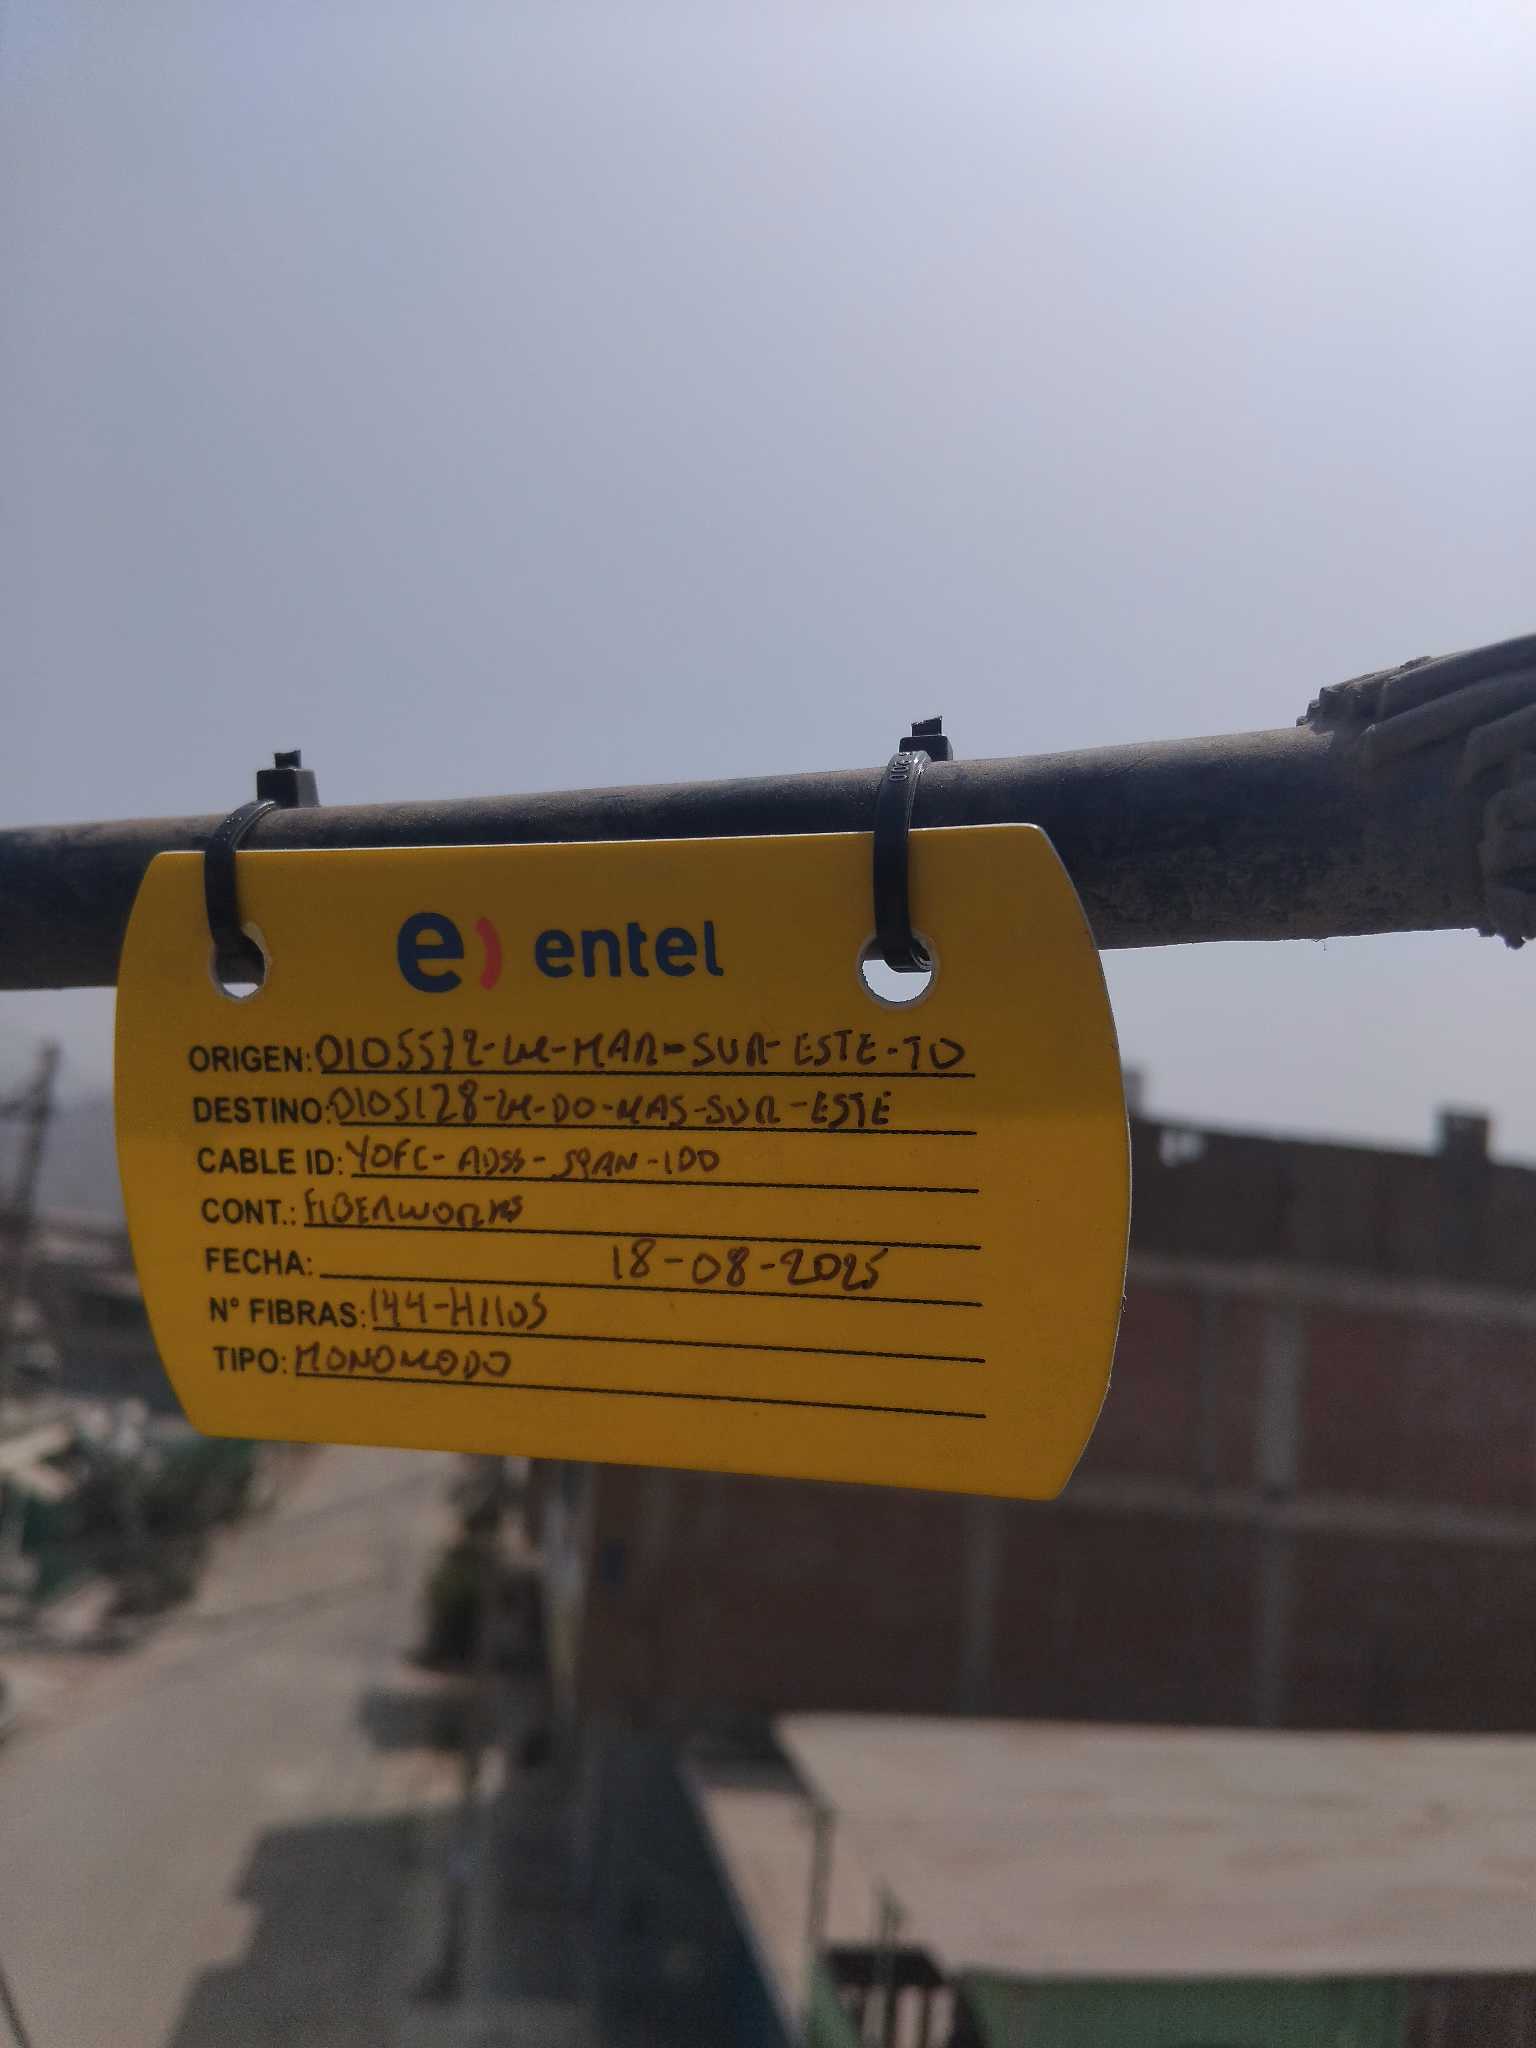 e) entel
ORIGEN: 0105572-LM-MAR-SUR-ESTE-TO
DESTINO: 0105128-LM-DO-MAS-SUR-ESTE
CABLE ID: YOFC-ADSS-SPAN-100
CONT.: FIBERWORKS
FECHA: 18-08-2025
N° FIBRAS: 144-HILOS
TIPO: MONOMODO